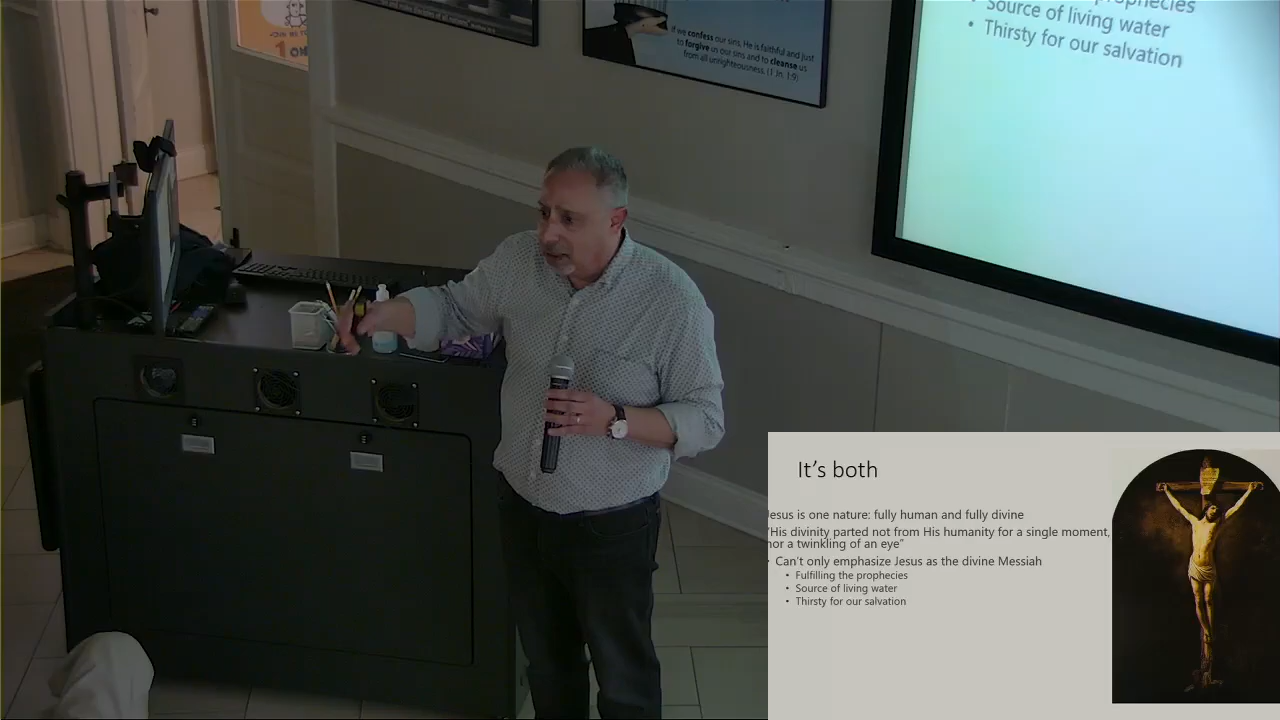 If we confess our sins, He is faithful and just
to forgive us our sins and to cleanse us
from all unrighteousness. (1 Jn. 1:9)
prophecies
• Source of living water
• Thirsty for our salvation
1
It's both
Jesus is one nature: fully human and fully divine
"His divinity parted not from His humanity for a single moment,
nor a twinkling of an eye"
• Can't only emphasize Jesus as the divine Messiah
• Fulfilling the prophecies
• Source of living water
• Thirsty for our salvation